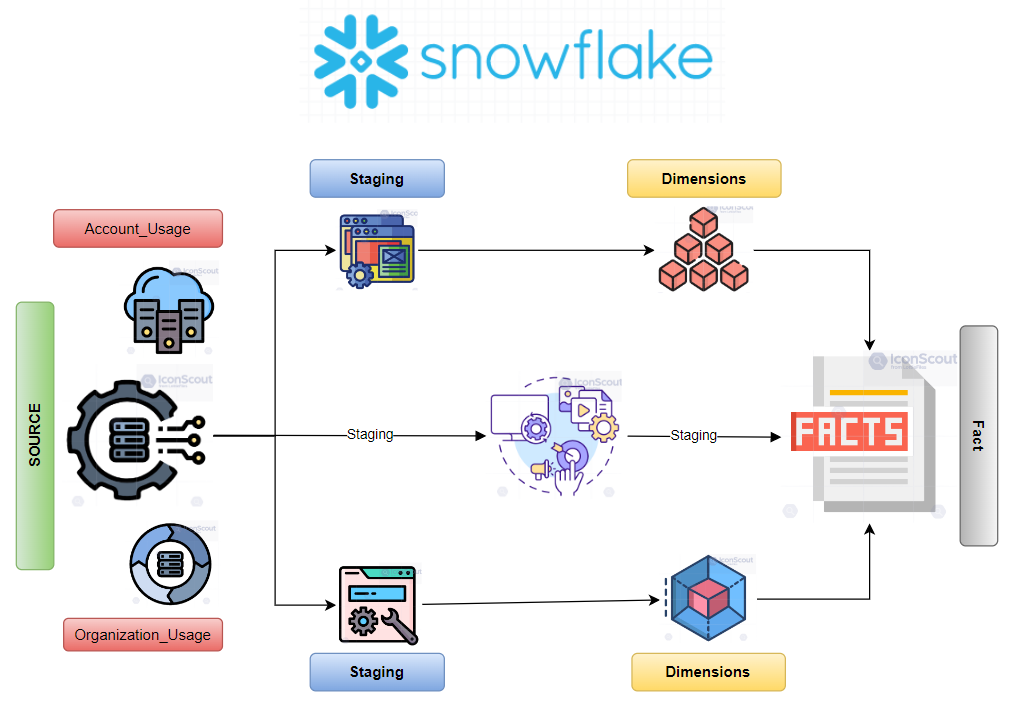 snowflake
Staging
Dimensions
Account_Usage
IconScout
IconScout
IconScout
SOURCE
IconScout
IconScout
IconScout
Staging
Staging
FACTS
Fact
IconScout
IconScout
Organization_Usage
Staging
Dimensions